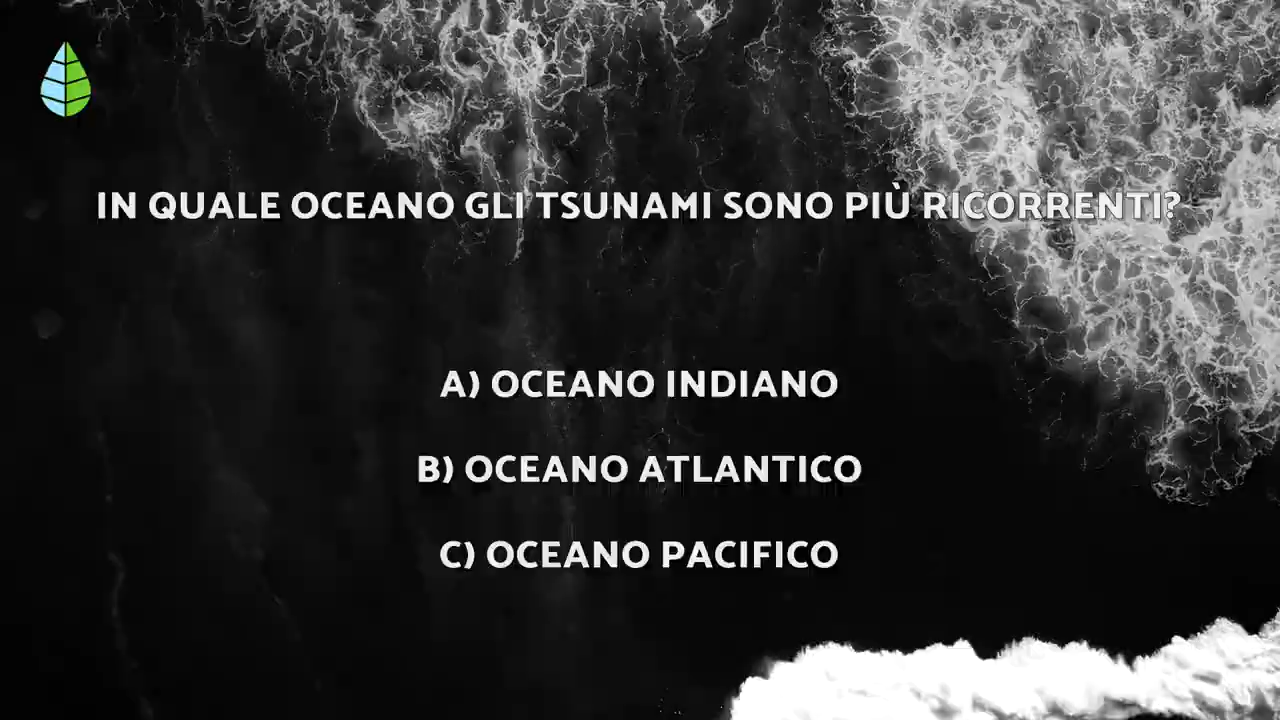 IN QUALE OCEANO GLI TSUNAMI SONO PIÙ RICORRENTI?
A) OCEANO INDIANO
B) OCEANO ATLANTICO
C) OCEANO PACIFICO